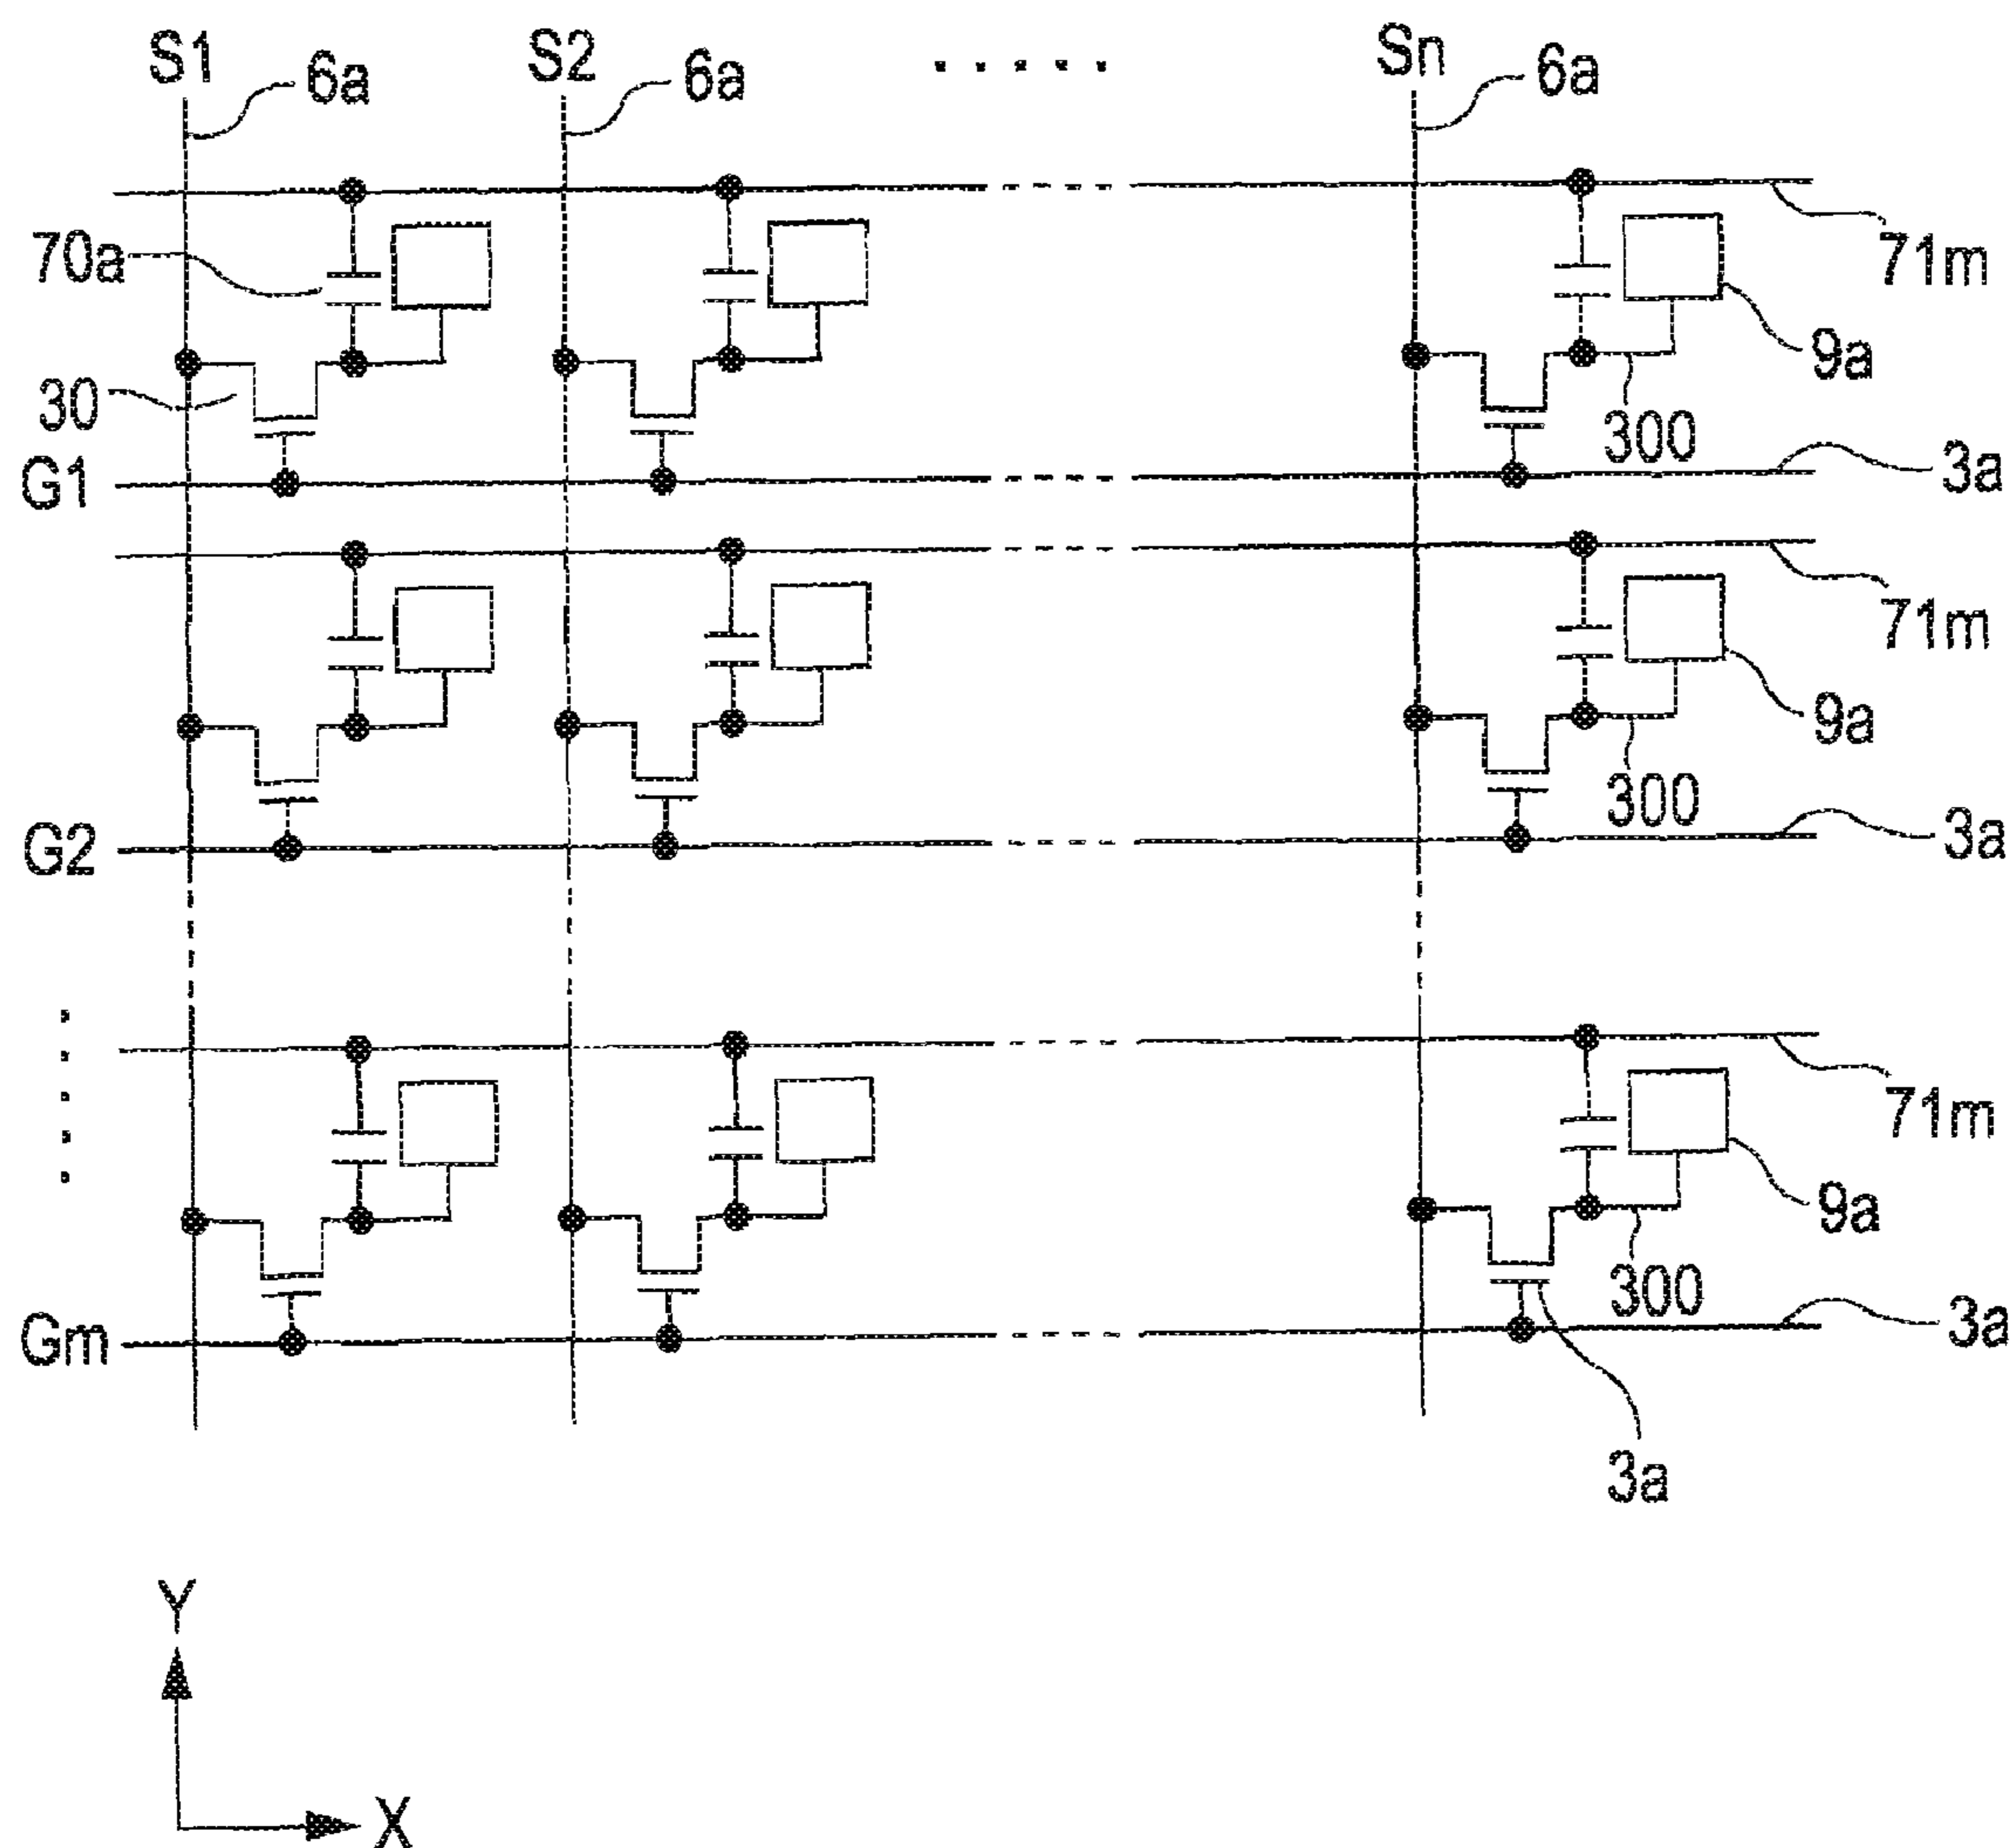 S1 6a S2 6a ..... Sn 6a
70a 71m
9a
30 300
G1 3a
71m
9a
300
G2 3a
71m
9a
300
Gm 3a
3a
Y
X